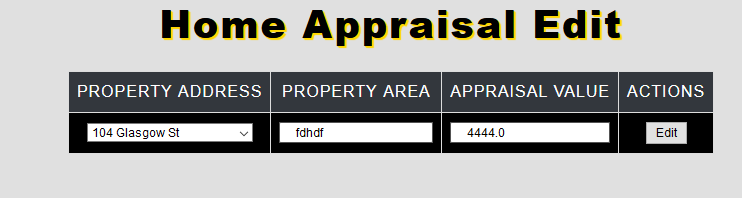 Home Appraisal Edit
PROPERTY ADDRESS PROPERTY AREA APPRAISAL VALUE ACTIONS
104 Glasgow St fdhdf 4444.0 Edit